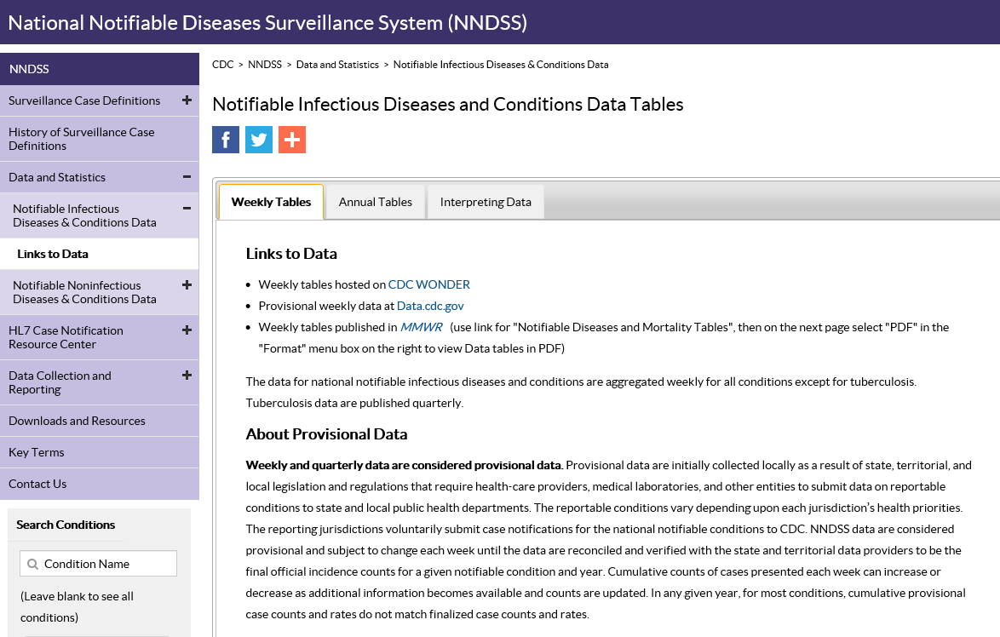 National Notifiable Diseases Surveillance System (NNDSS)
NNDSS
Surveillance Case Definitions
History of Surveillance Case
Definitions
Data and Statistics
Notifiable Infectious
Diseases & Conditions Data
Links to Data
Notifiable Noninfectious
Diseases & Conditions Data
HL7 Case Notification
Resource Center
Data Collection and
Reporting
Downloads and Resources
Key Terms
Contact Us
Search Conditions
Condition Name
(Leave blank to see all
conditions)
CDC > NNDSS > Data and Statistics > Notifiable Infectious Diseases & Conditions Data
Notifiable Infectious Diseases and Conditions Data Tables
Weekly Tables
Annual Tables
Interpreting Data
Links to Data
• Weekly tables hosted on CDC WONDER
• Provisional weekly data at Data.cdc.gov
• Weekly tables published in MMWR (use link for "Notifiable Diseases and Mortality Tables", then on the next page select "PDF" in the
"Format" menu box on the right to view Data tables in PDF)
The data for national notifiable infectious diseases and conditions are aggregated weekly for all conditions except for tuberculosis.
Tuberculosis data are published quarterly.
About Provisional Data
Weekly and quarterly data are considered provisional data. Provisional data are initially collected locally as a result of state, territorial, and
local legislation and regulations that require health-care providers, medical laboratories, and other entities to submit data on reportable
conditions to state and local public health departments. The reportable conditions vary depending upon each jurisdiction’s health priorities.
The reporting jurisdictions voluntarily submit case notifications for the national notifiable conditions to CDC. NNDSS data are considered
provisional and subject to change each week until the data are reconciled and verified with the state and territorial data providers to be the
final official incidence counts for a given notifiable condition and year. Cumulative counts of cases presented each week can increase or
decrease as additional information becomes available and counts are updated. In any given year, for most conditions, cumulative provisional
case counts and rates do not match finalized case counts and rates.